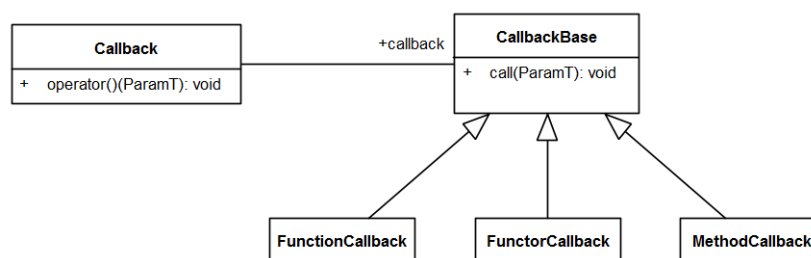 Callback
+ operator()(ParamT): void
+callback
CallbackBase
+ call(ParamT): void
FunctionCallback
FunctorCallback
MethodCallback